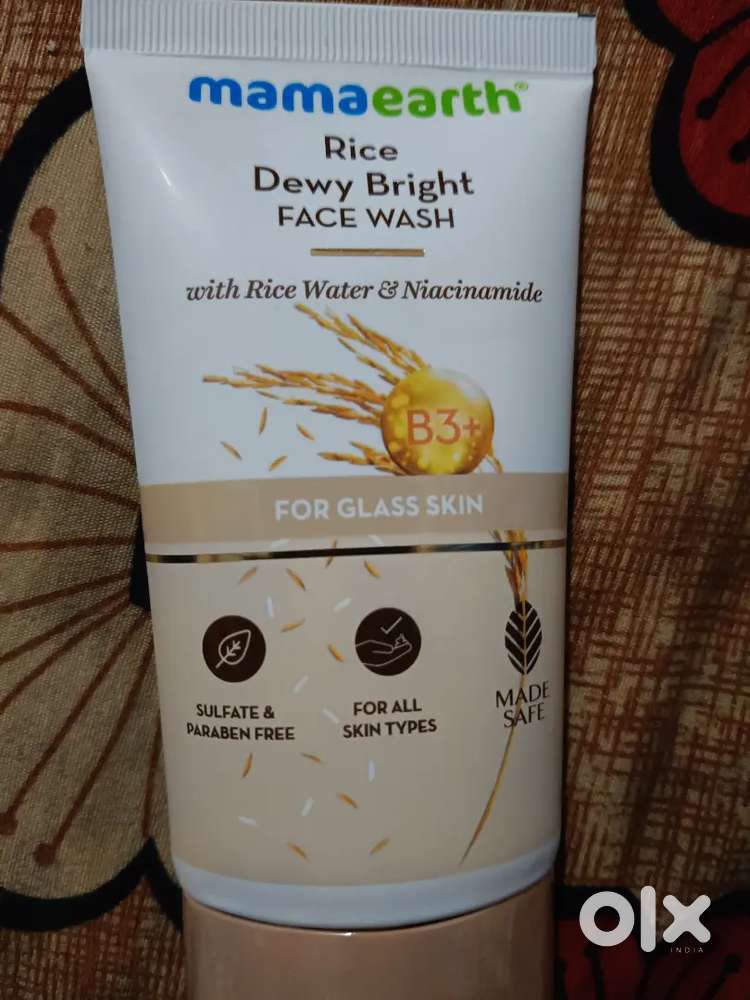 mamaearth®
Rice
Dewy Bright
FACE WASH
with Rice Water & Niacinamide
B3+
FOR GLASS SKIN
SULFATE &
PARABEN FREE
FOR ALL
SKIN TYPES
MADE
SAFE
olx
INDIA